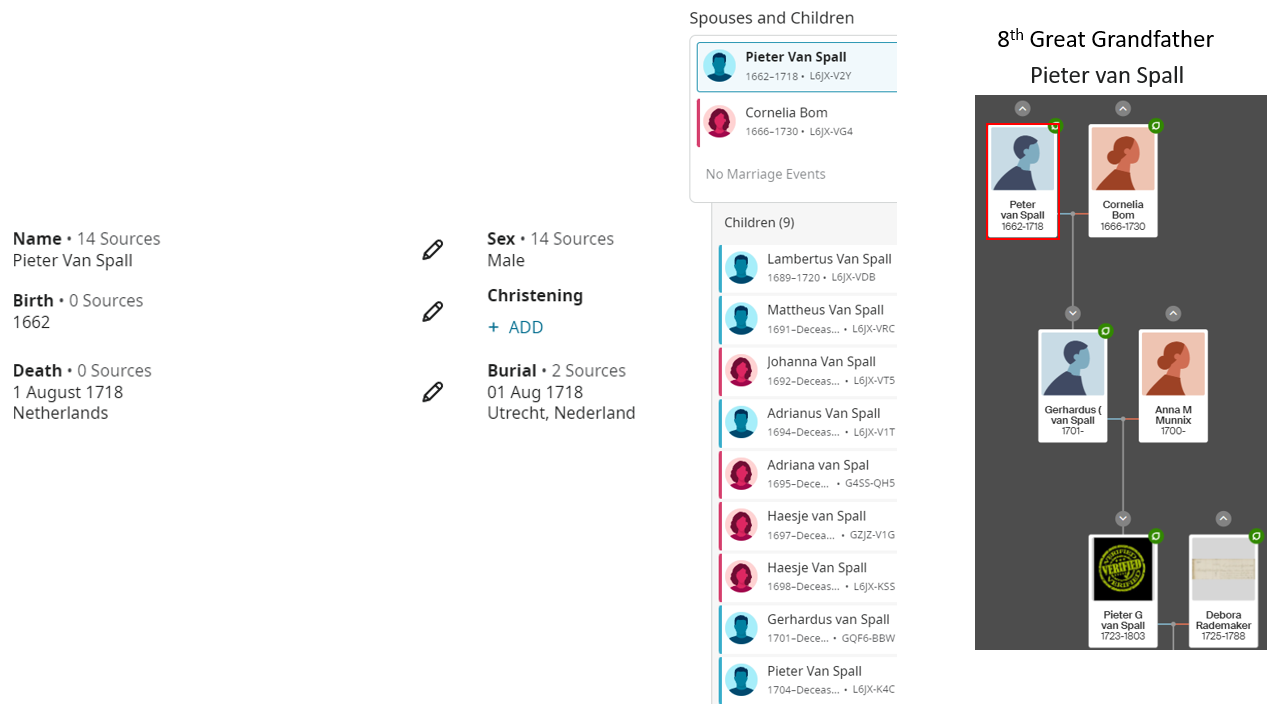 Name • 14 Sources
Pieter Van Spall
Birth • 0 Sources
1662
Death • 0 Sources
1 August 1718
Netherlands
Sex • 14 Sources
Male
Christening
+ ADD
Burial • 2 Sources
01 Aug 1718
Utrecht, Nederland
Spouses and Children
Pieter Van Spall
1662–1718 • L6JX-V2Y
Cornelia Bom
1666–1730 • L6JX-VG4
No Marriage Events
Children (9)
Lambertus Van Spall
1689–1720 • L6JX-VDB
Mattheus Van Spall
1691–Deceas... • L6JX-VRC
Johanna Van Spall
1692–Deceas... • L6JX-VT5
Adrianus Van Spall
1694–Deceas... • L6JX-V1T
Adriana van Spal
1695–Dece... • G4SS-QH5
Haesje van Spall
1697–Decea... • GZJZ-V1G
Haesje Van Spall
1698–Deceas... • L6JX-KSS
Gerhardus van Spall
1701–Dece... • GQF6-BBW
Pieter Van Spall
1704–Deceas... • L6JX-K4C
8th Great Grandfather
Pieter van Spall
Peter
van Spall
1662-1718
Cornelia
Bom
1666-1730
Gerhardus (
van Spall
1701-
Anna M
Munnix
1700-
VERIFIED
VERIFIED
VERIFIED
Pieter G
van Spall
1723-1803
Debora
Rademaker
1725-1788